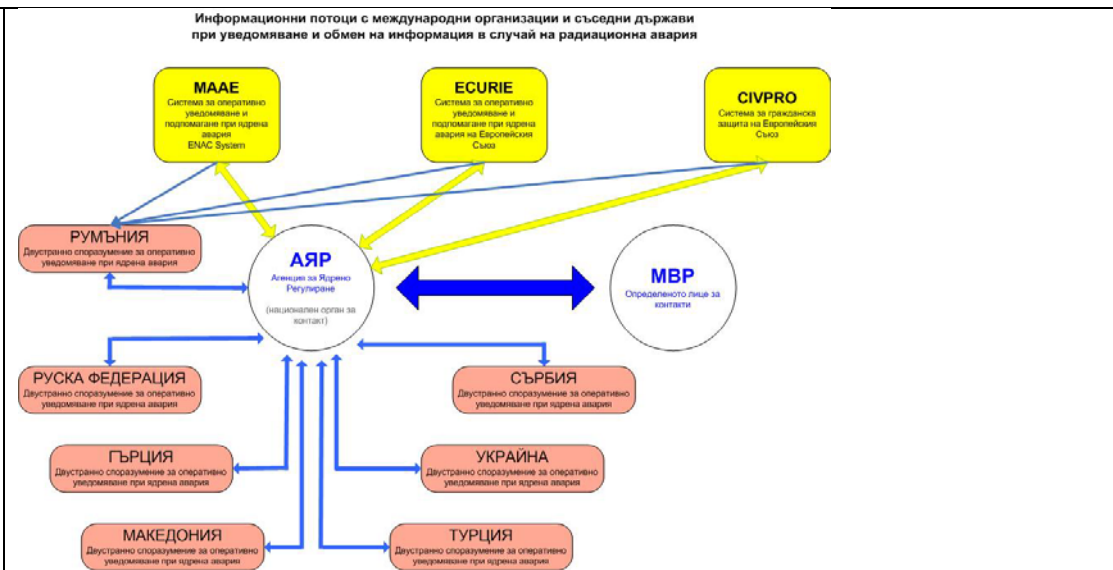 Информационни потоци с международни организации и съседни държави
при уведомяване и обмен на информация в случай на радиационна авария
МААЕ
Система за оперативно
уведомяване и
подпомагане при ядрена
авария
ENAC System
ECURIE
Система за оперативно
уведомяване и
подпомагане при ядрена
авария на Европейския
Съюз
CIVPRO
Система за гражданска
защита на Европейския
Съюз
РУМЪНИЯ
Двустранно споразумение за оперативно
уведомяване при ядрена авария
АЯР
Агенция за Ядрено
Регулиране
(национален орган за
контакт)
МВР
Определеното лице за
контакти
РУСКА ФЕДЕРАЦИЯ
Двустранно споразумение за оперативно
уведомяване при ядрена авария
СЪРБИЯ
Двустранно споразумение за оперативно
уведомяване при ядрена авария
ГЪРЦИЯ
Двустранно споразумение за оперативно
уведомяване при ядрена авария
УКРАЙНА
Двустранно споразумение за оперативно
уведомяване при ядрена авария
МАКЕДОНИЯ
Двустранно споразумение за оперативно
уведомяване при ядрена авария
ТУРЦИЯ
Двустранно споразумение за оперативно
уведомяване при ядрена авария